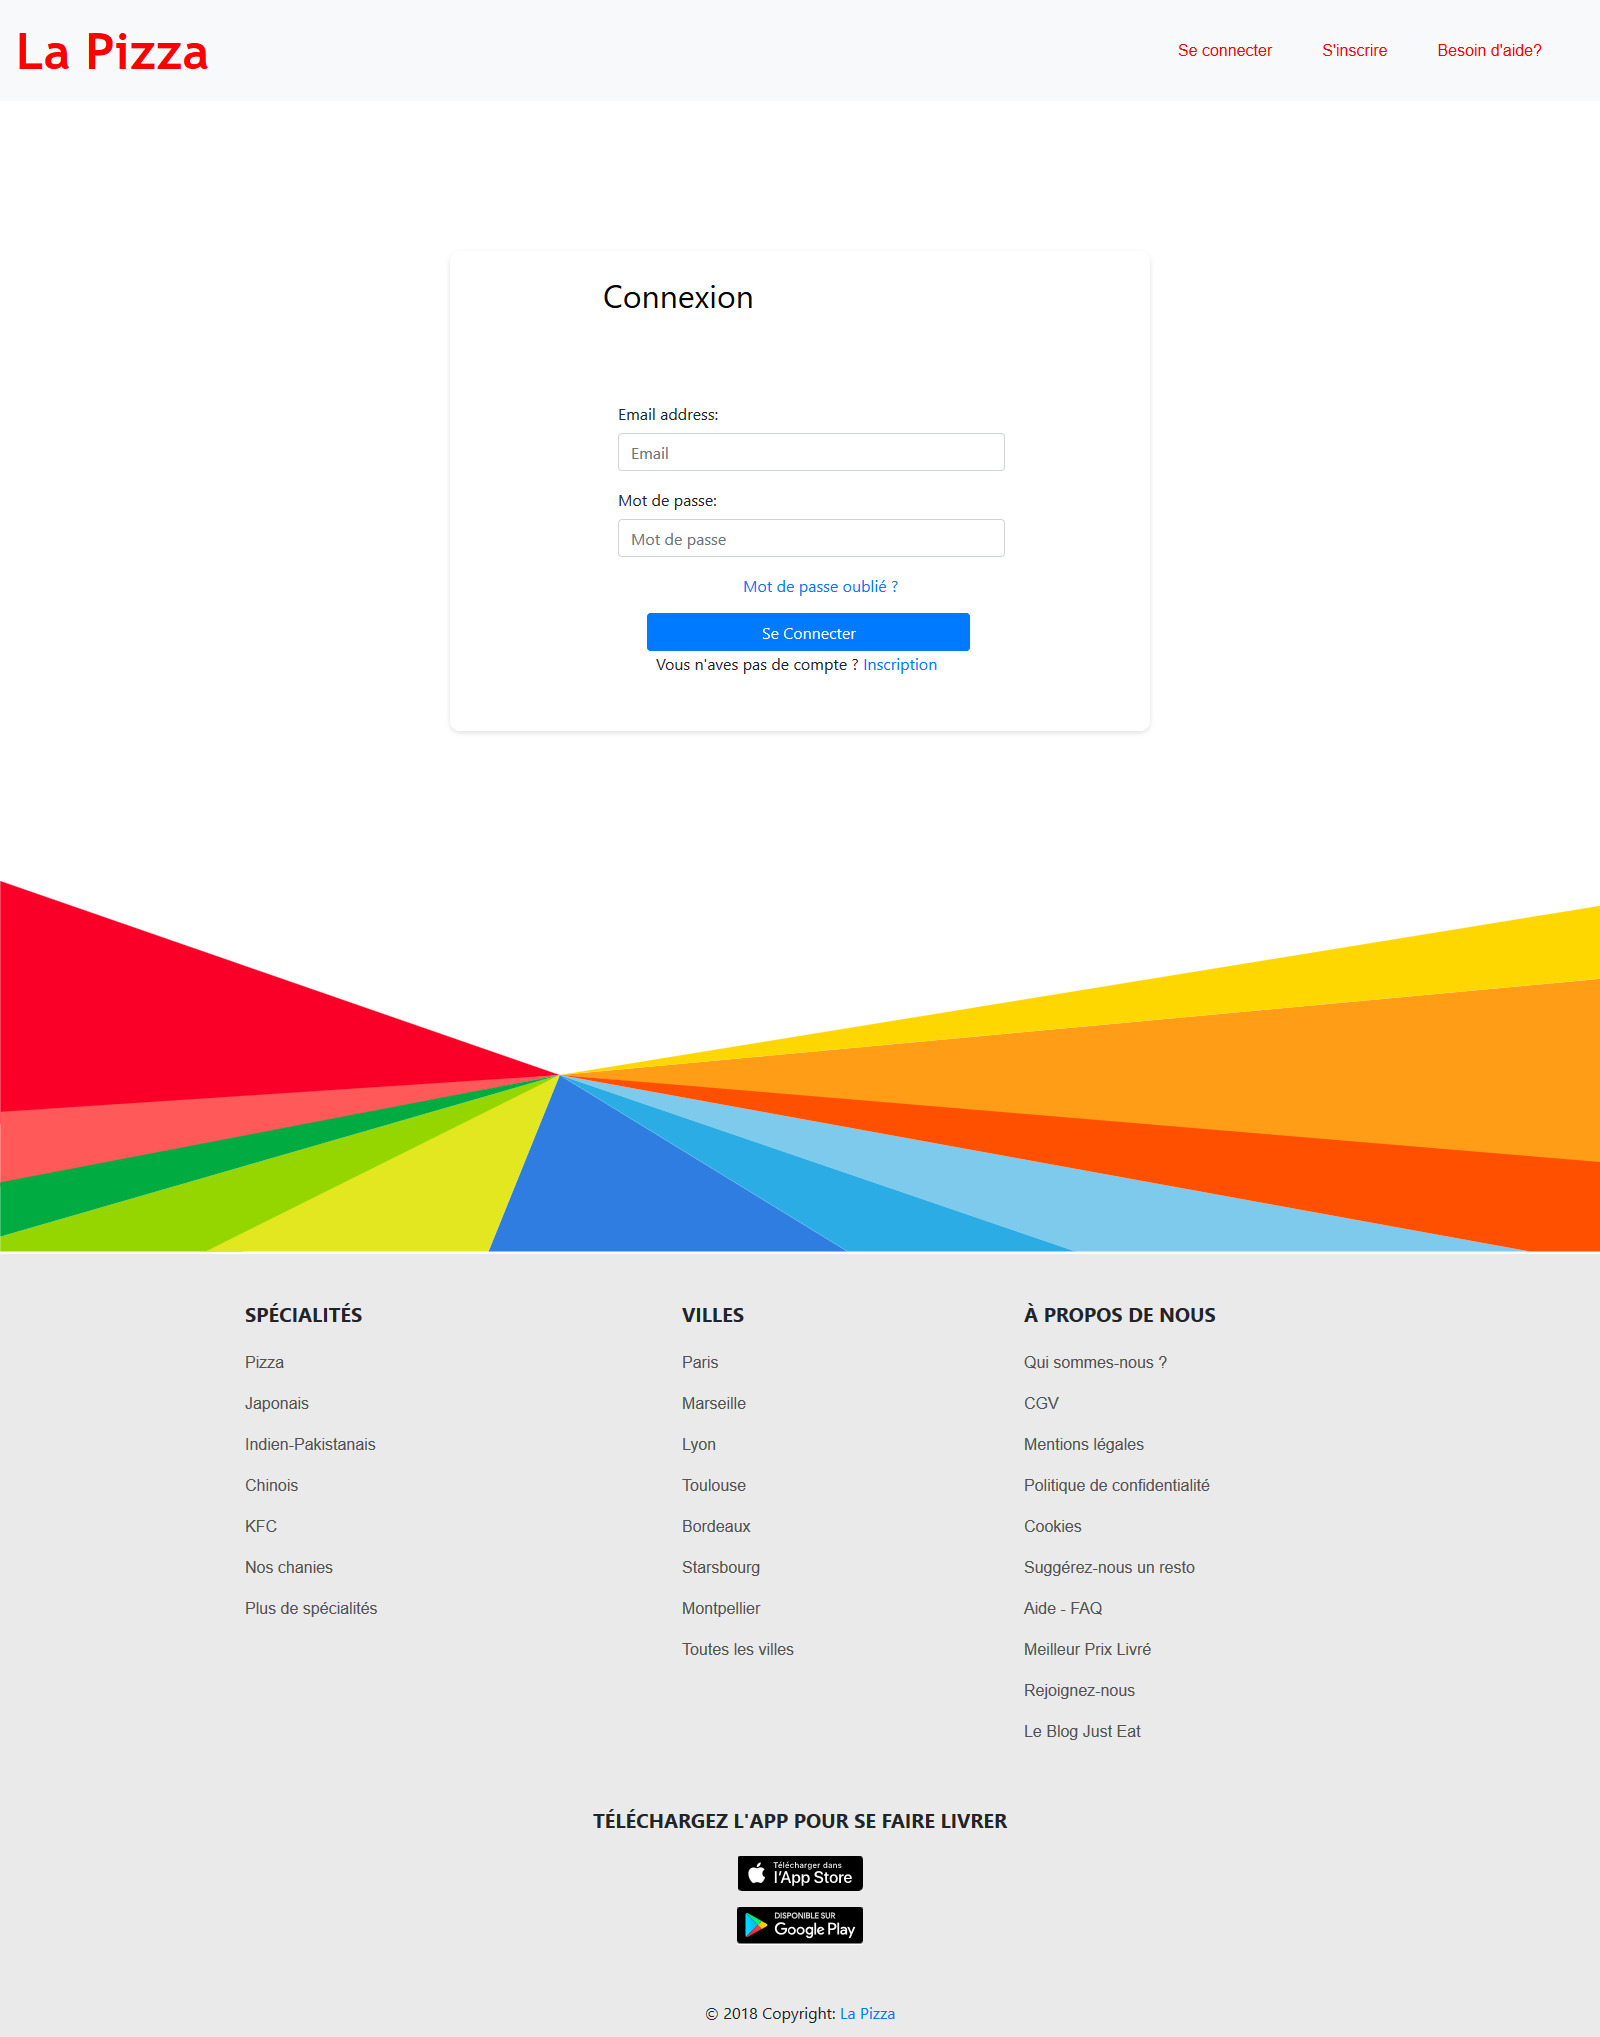 La Pizza
Se connecter
S'inscrire
Besoin d'aide?
Connexion
Email address:
Email
Mot de passe:
Mot de passe
Mot de passe oublié ?
Se Connecter
Vous n'aves pas de compte ? Inscription
SPÉCIALITÉS
Pizza
Japonais
Indien-Pakistanais
Chinois
KFC
Nos chanies
Plus de spécialités
VILLES
Paris
Marseille
Lyon
Toulouse
Bordeaux
Starsbourg
Montpellier
Toutes les villes
À PROPOS DE NOUS
Qui sommes-nous ?
CGV
Mentions légales
Politique de confidentialité
Cookies
Suggérez-nous un resto
Aide - FAQ
Meilleur Prix Livré
Rejoignez-nous
Le Blog Just Eat
TÉLÉCHARGEZ L'APP POUR SE FAIRE LIVRER
Télécharger dans
l'App Store
DISPONIBLE SUR
Google Play
© 2018 Copyright: La Pizza